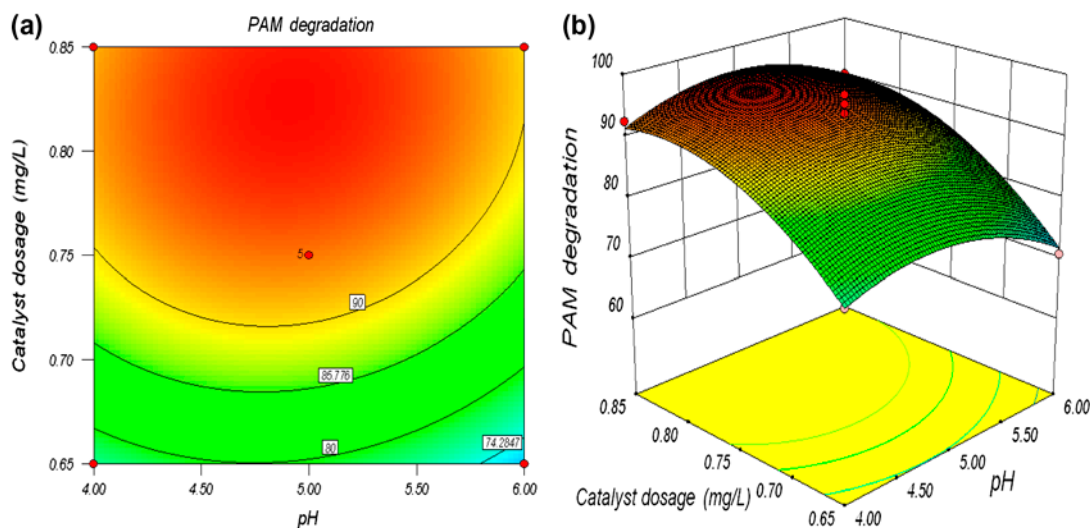 (a)
PAM degradation
Catalyst dosage (mg/L)
0.85
0.80
0.75
0.70
0.65
5
90
85.776
80
74.2847
4.00 4.50 5.00 5.50 6.00
pH
(b)
PAM degradation
100
90
80
70
60
0.85
0.80
0.75
0.70
0.65
Catalyst dosage (mg/L)
4.00
4.50
5.00
5.50
6.00
pH